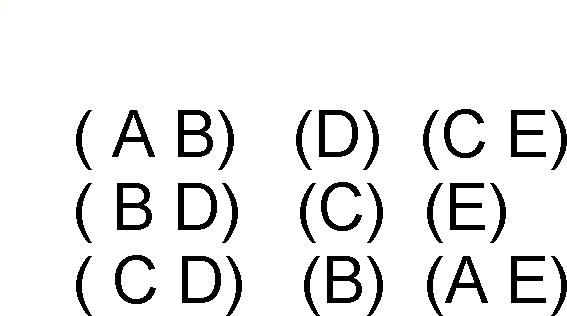 ( A B) (D) (C E)
( B D) (C) (E)
( C D) (B) (A E)